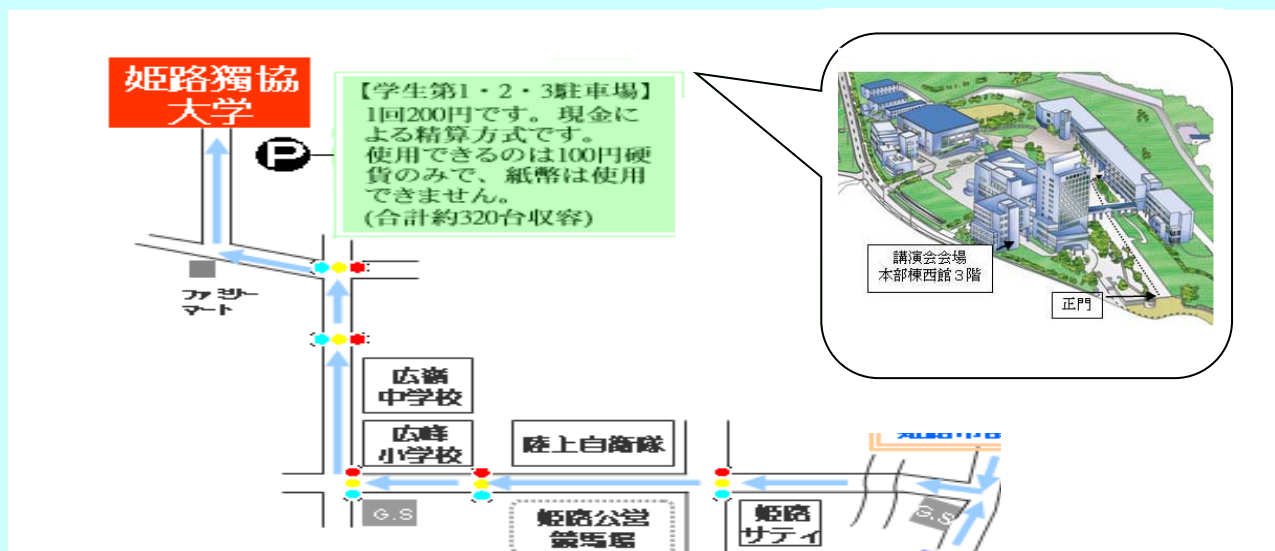 姫路獨協
大学
【学生第1・2・3駐車場】
1回200円です。現金に
よる精算方式です。
使用できるのは100円硬
貨のみで、紙幣は使用
できません。
(合計約320台収容)
P
講演会会場
本部棟西館３階
正門
ファミリー
マート
広嶺
中学校
広峰
小学校
陸上自衛隊
G.S
姫路公営
競馬場
姫路
サティ
G.S